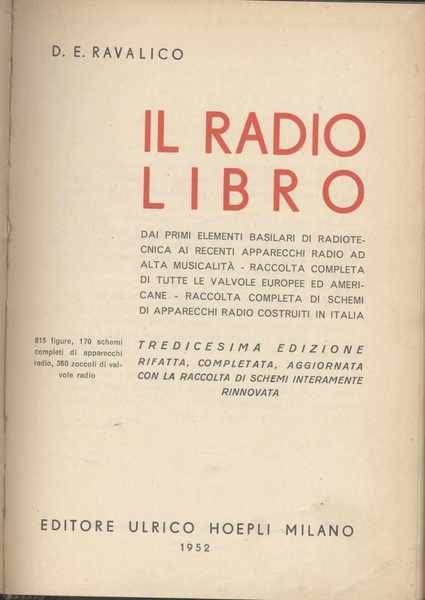 D. E. RAVALICO
IL RADIO
LIBRO
DAI PRIMI ELEMENTI BASILARI DI RADIOTE-
CNICA AI RECENTI APPARECCHI RADIO AD
ALTA MUSICALITÀ - RACCOLTA COMPLETA
DI TUTTE LE VALVOLE EUROPEE ED AMERI-
CANE - RACCOLTA COMPLETA DI SCHEMI
DI APPARECCHI RADIO COSTRUITI IN ITALIA
815 figure, 170 schemi
completi di apparecchi
radio, 360 zoccoli di val-
vole radio
TREDICESIMA EDIZIONE
RIFATTA, COMPLETATA, AGGIORNATA
CON LA RACCOLTA DI SCHEMI INTERAMENTE
RINNOVATA
EDITORE ULRICO HOEPLI MILANO
1952